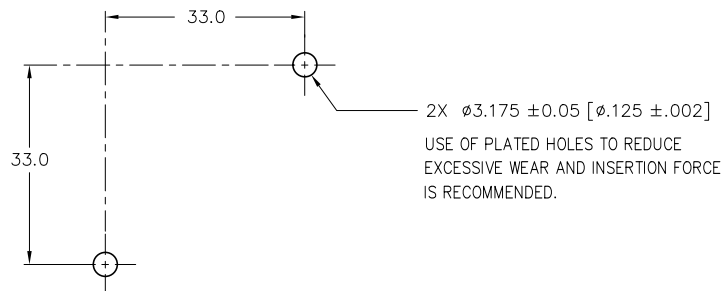 33.0
33.0
2X ø3.175 ±0.05 [ø.125 ±.002]
USE OF PLATED HOLES TO REDUCE
EXCESSIVE WEAR AND INSERTION FORCE
IS RECOMMENDED.